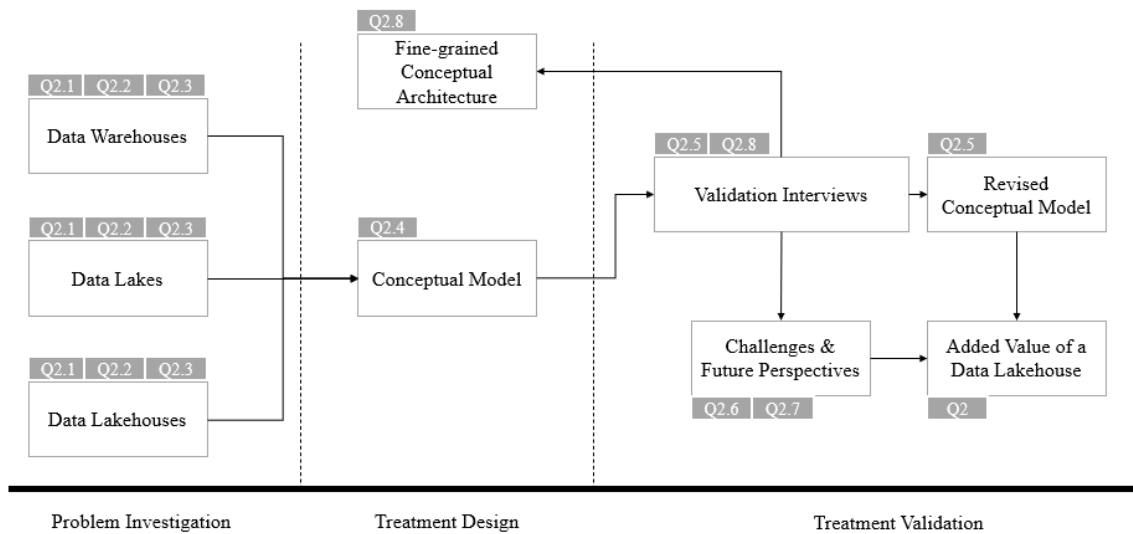 Q2.8
Fine-grained
Conceptual
Architecture
Q2.1 Q2.2 Q2.3
Data Warehouses
Q2.5 Q2.8
Validation Interviews
Q2.5
Revised
Conceptual Model
Q2.1 Q2.2 Q2.3
Data Lakes
Q2.4
Conceptual Model
Challenges &
Future Perspectives
Q2.6 Q2.7
Added Value of a
Data Lakehouse
Q2
Q2.1 Q2.2 Q2.3
Data Lakehouses
Problem Investigation
Treatment Design
Treatment Validation